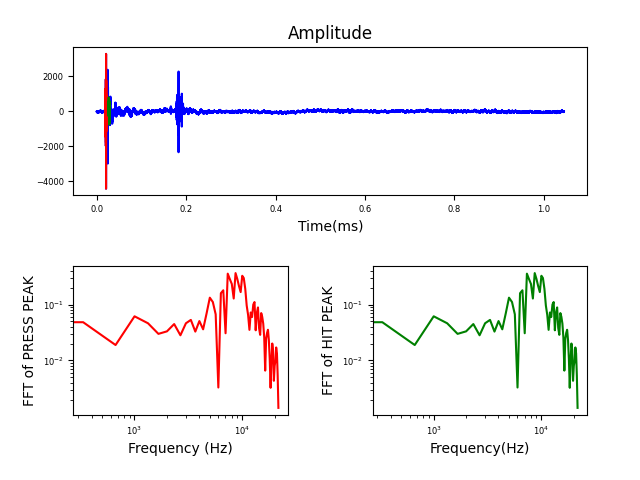 Amplitude
2000
0
−2000
−4000
0.0 0.2 0.4 0.6 0.8 1.0
Time(ms)
FFT of PRESS PEAK
10⁻¹
10⁻²
10³ 10⁴
Frequency (Hz)
FFT of HIT PEAK
10⁻¹
10⁻²
10³ 10⁴
Frequency(Hz)